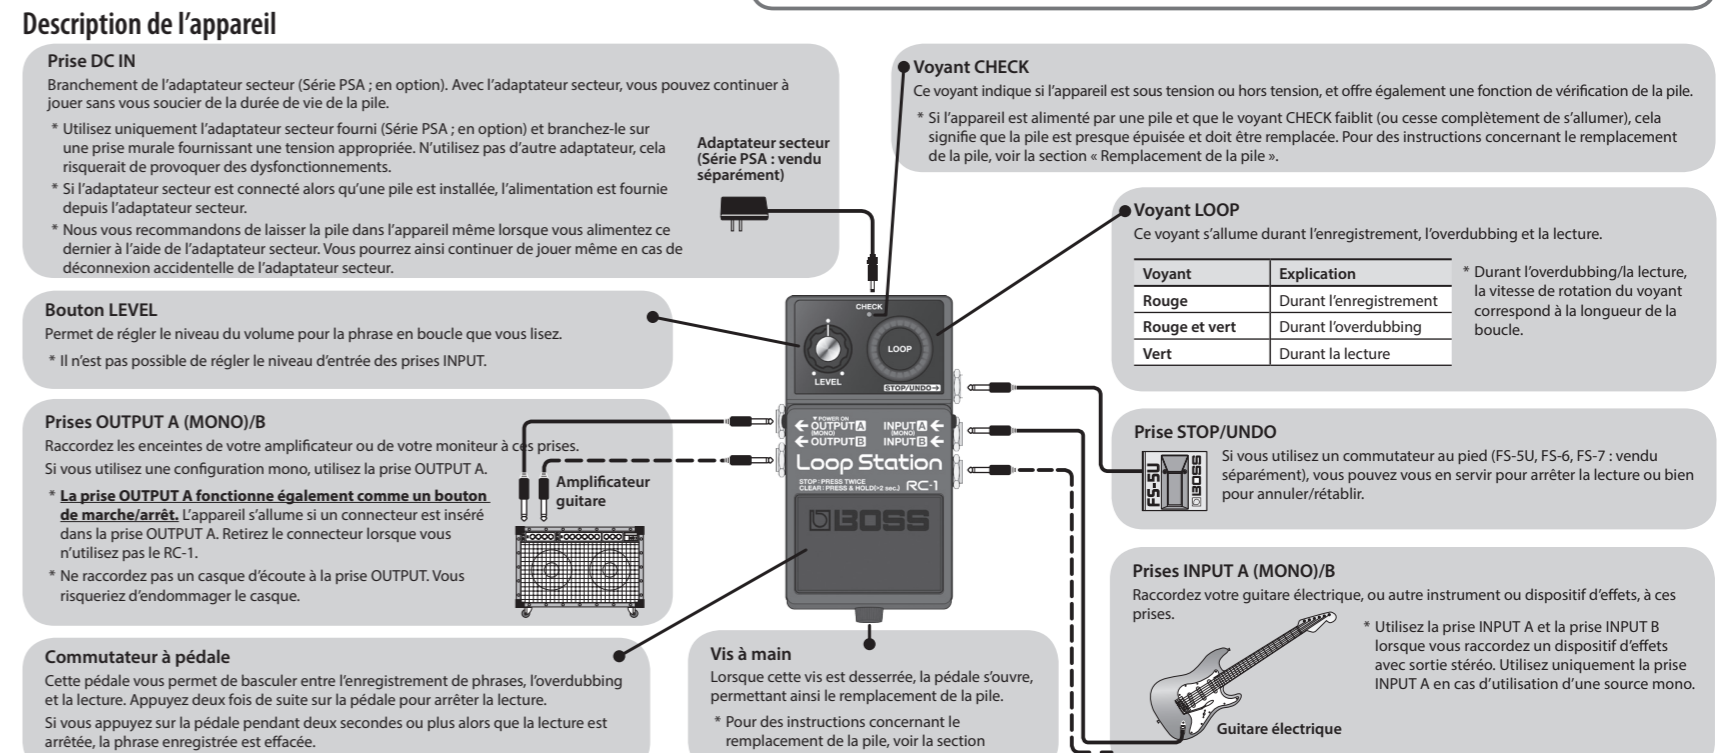 Description de l’appareil
Prise DC IN
Branchement de l’adaptateur secteur (Série PSA ; en option). Avec l’adaptateur secteur, vous pouvez continuer à
jouer sans vous soucier de la durée de vie de la pile.
* Utilisez uniquement l’adaptateur secteur fourni (Série PSA ; en option) et branchez-le sur
une prise murale fournissant une tension appropriée. N’utilisez pas d’autre adaptateur, cela
risquerait de provoquer des dysfonctionnements.
* Si l’adaptateur secteur est connecté alors qu’une pile est installée, l’alimentation est fournie
depuis l’adaptateur secteur.
* Nous vous recommandons de laisser la pile dans l’appareil même lorsque vous alimentez ce
dernier à l’aide de l’adaptateur secteur. Vous pourrez ainsi continuer de jouer même en cas de
déconnexion accidentelle de l’adaptateur secteur.
Adaptateur secteur
(Série PSA : vendu
séparément)
Voyant CHECK
Ce voyant indique si l’appareil est sous tension ou hors tension, et offre également une fonction de vérification de la pile.
* Si l’appareil est alimenté par une pile et que le voyant CHECK faiblit (ou cesse complètement de s’allumer), cela
signifie que la pile est presque épuisée et doit être remplacée. Pour des instructions concernant le remplacement
de la pile, voir la section « Remplacement de la pile ».
Voyant LOOP
Ce voyant s’allume durant l’enregistrement, l’overdubbing et la lecture.
Voyant Explication
Rouge Durant l’enregistrement
Rouge et vert Durant l’overdubbing
Vert Durant la lecture
* Durant l’overdubbing/la lecture,
la vitesse de rotation du voyant
correspond à la longueur de la
boucle.
Bouton LEVEL
Permet de régler le niveau du volume pour la phrase en boucle que vous lisez.
* Il n’est pas possible de régler le niveau d’entrée des prises INPUT.
CHECK
LOOP
LEVEL
STOP/UNDO→
▼POWER ON
←OUTPUT A INPUT A←
(MONO) (MONO)
←OUTPUT B INPUT B←
Loop Station
STOP : PRESS TWICE
CLEAR : PRESS & HOLD(>2 sec.) RC-1
BOSS
Prises OUTPUT A (MONO)/B
Raccordez les enceintes de votre amplificateur ou de votre moniteur à ces prises.
Si vous utilisez une configuration mono, utilisez la prise OUTPUT A.
* La prise OUTPUT A fonctionne également comme un bouton
de marche/arrêt. L’appareil s’allume si un connecteur est inséré
dans la prise OUTPUT A. Retirez le connecteur lorsque vous
n’utilisez pas le RC-1.
* Ne raccordez pas un casque d’écoute à la prise OUTPUT. Vous
risqueriez d’endommager le casque.
Amplificateur
guitare
Prise STOP/UNDO
Si vous utilisez un commutateur au pied (FS-5U, FS-6, FS-7 : vendu
séparément), vous pouvez vous en servir pour arrêter la lecture ou bien
pour annuler/rétablir.
FS-5U
BOSS
Prises INPUT A (MONO)/B
Raccordez votre guitare électrique, ou autre instrument ou dispositif d’effets, à ces
prises.
* Utilisez la prise INPUT A et la prise INPUT B
lorsque vous raccordez un dispositif d’effets
avec sortie stéréo. Utilisez uniquement la prise
INPUT A en cas d’utilisation d’une source mono.
Guitare électrique
Commutateur à pédale
Cette pédale vous permet de basculer entre l’enregistrement de phrases, l’overdubbing
et la lecture. Appuyez deux fois de suite sur la pédale pour arrêter la lecture.
Si vous appuyez sur la pédale pendant deux secondes ou plus alors que la lecture est
arrêtée, la phrase enregistrée est effacée.
Vis à main
Lorsque cette vis est desserrée, la pédale s’ouvre,
permettant ainsi le remplacement de la pile.
* Pour des instructions concernant le
remplacement de la pile, voir la section